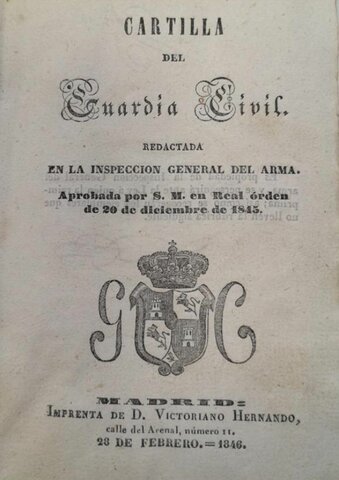 CARTILLA
DEL
Guardia Civil.
REDACTADA
EN LA INSPECCION GENERAL DEL ARMA.
Aprobada por S. M. en Real órden
de 20 de diciembre de 1845.
G C
MADRID:
IMPRENTA DE D. VICTORIANO HERNANDO,
calle del Arenal, número 11.
28 DE FEBRERO.=1846.